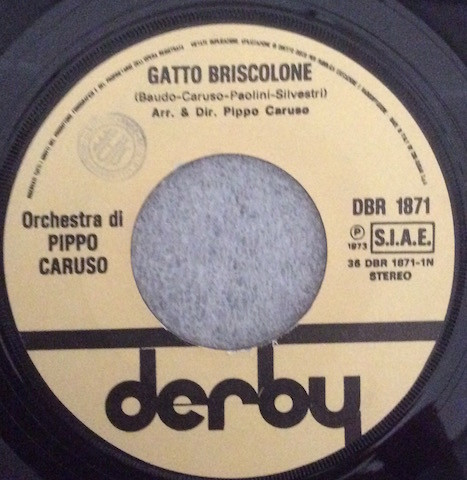 GATTO BRISCOLONE
(Baudo-Caruso-Paolini-Silvestri)
Arr. & Dir. Pippo Caruso
Orchestra di
PIPPO
CARUSO
DBR 1871
Ⓟ
1973
S.I.A.E.
36 DBR 1871-1N
STEREO
derby